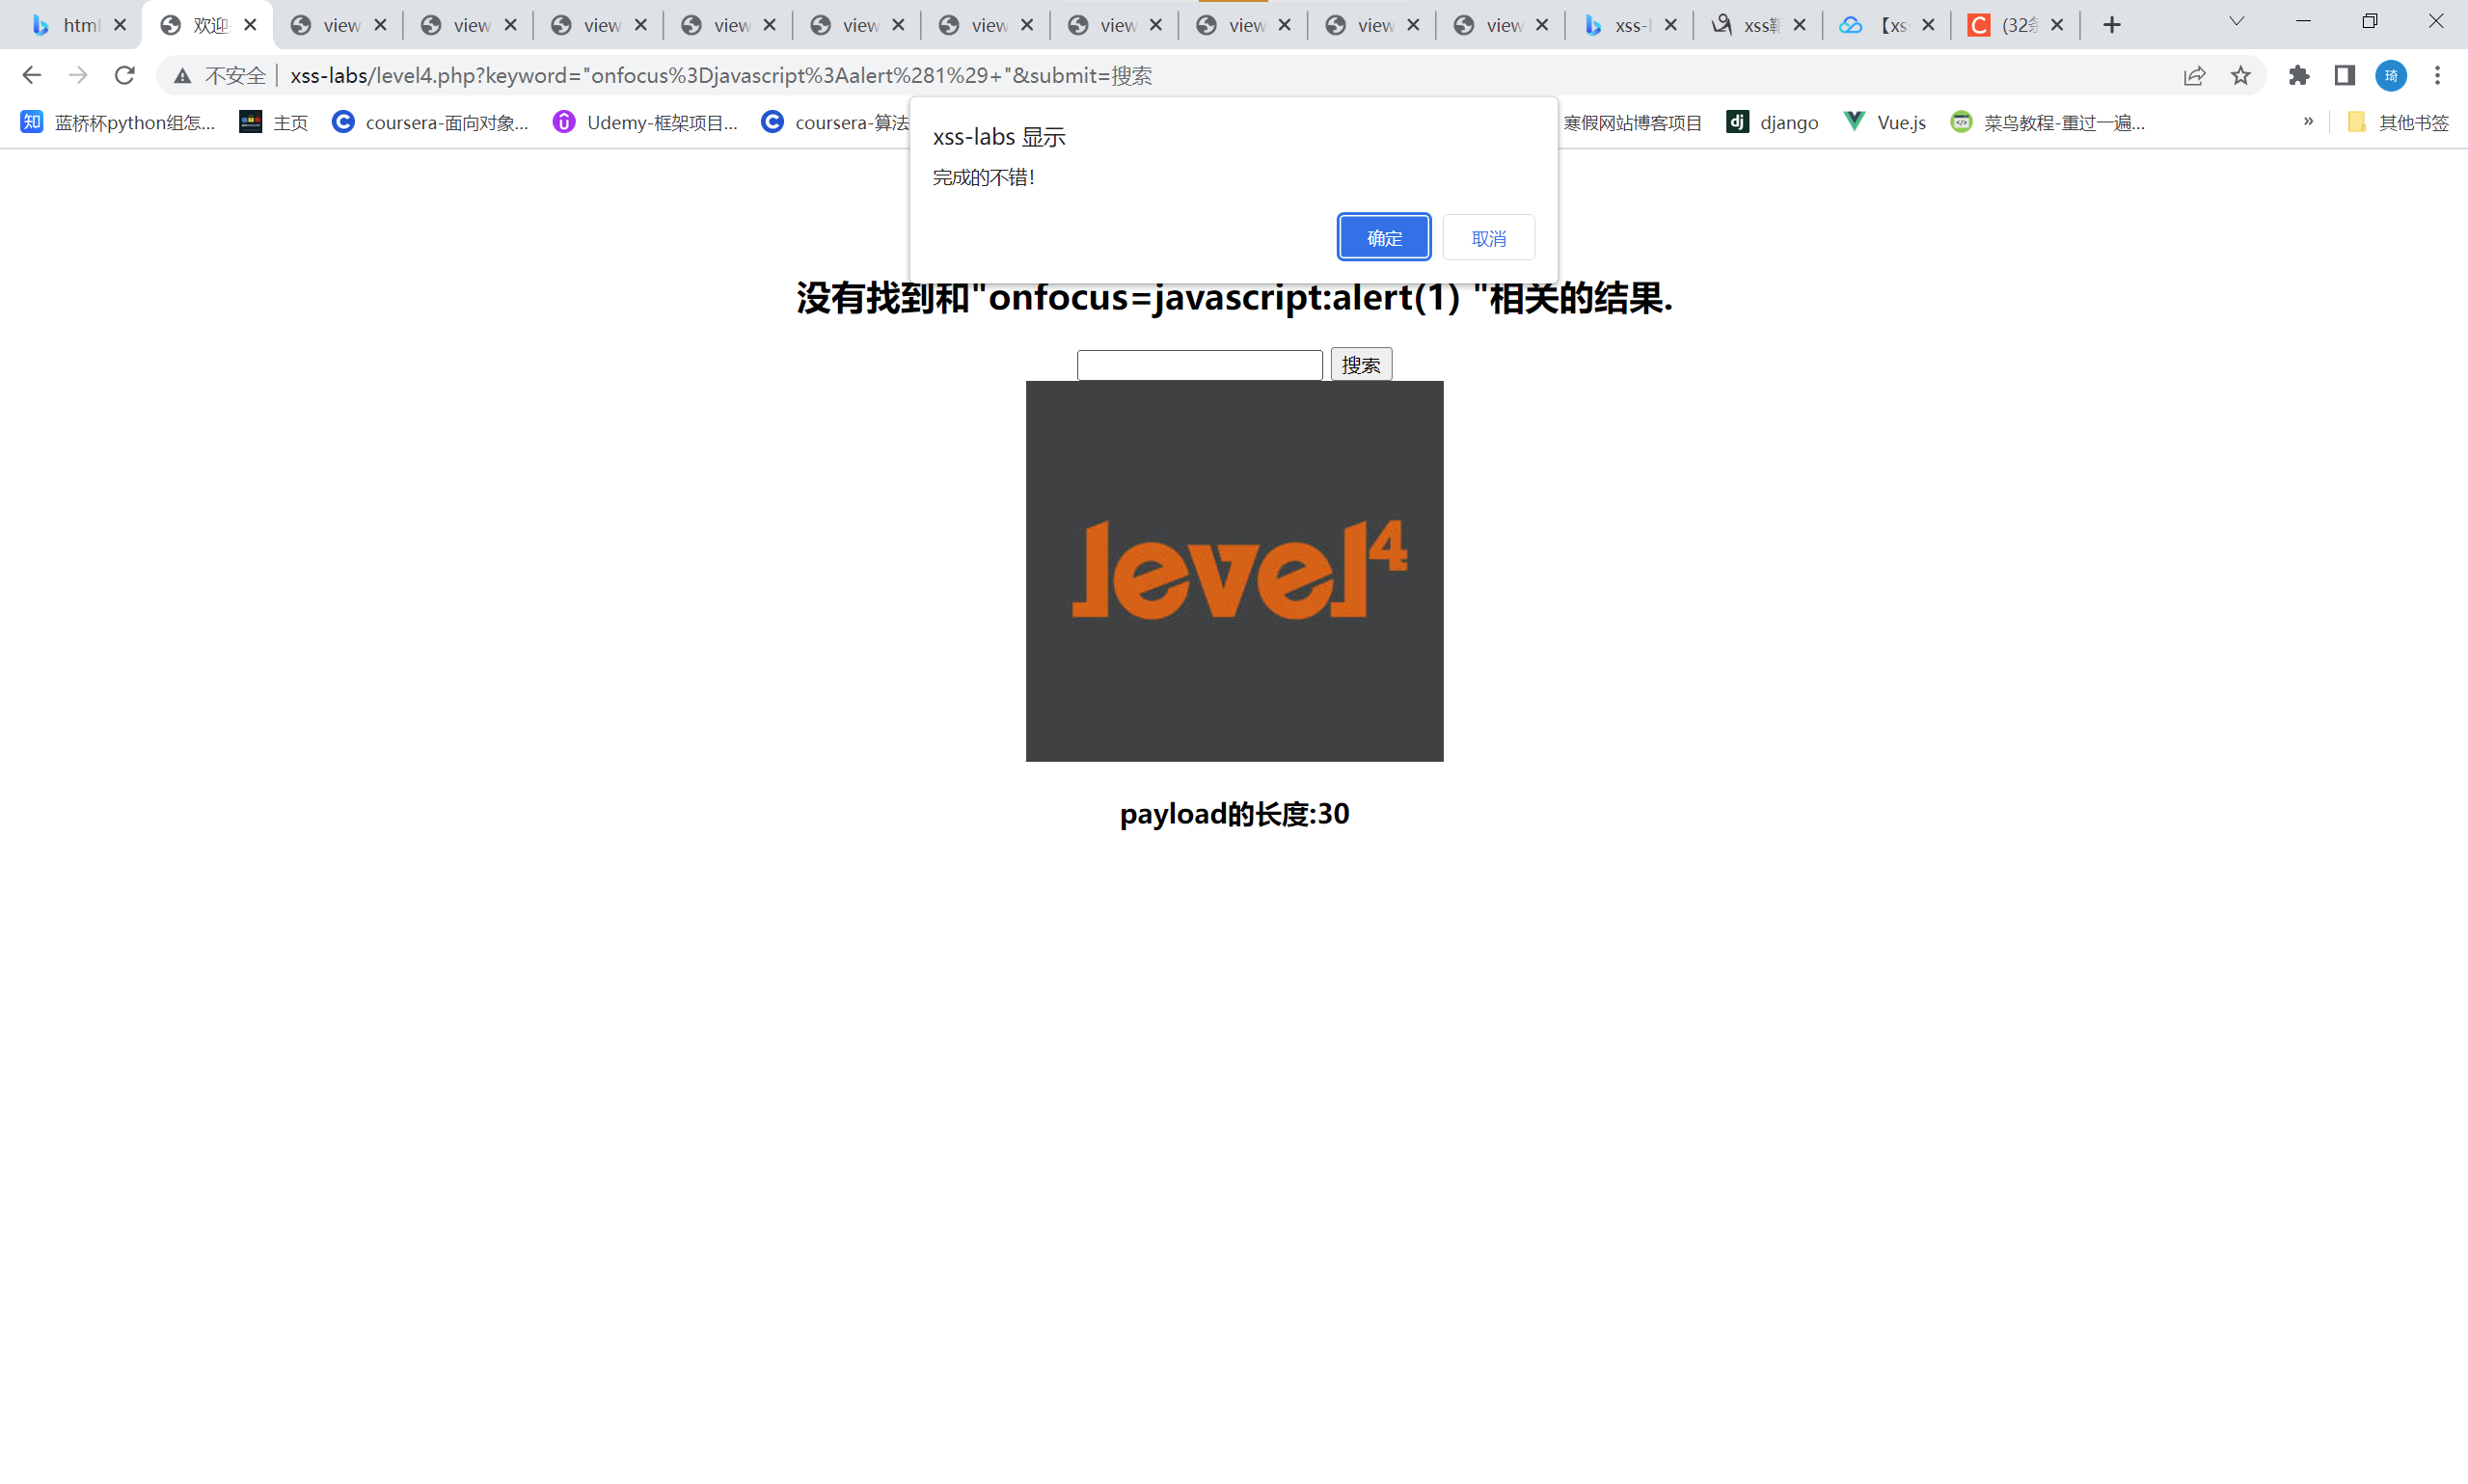 html
欢迎
view
view
view
view
view
view
view
view
view
view
xss-l
xss
【xs
(32
不安全 | xss-labs/level4.php?keyword="onfocus%3Djavascript%3Aalert%281%29+"&submit=搜索
琦
知 蓝桥杯python组怎...
主页
coursera-面向对象...
Udemy-框架项目...
coursera-算法
寒假网站博客项目
dj django
Vue.js
菜鸟教程-重过一遍...
»
其他书签
xss-labs 显示
完成的不错!
确定 取消
没有找到和"onfocus=javascript:alert(1) "相关的结果.
搜索
level4
payload的长度:30